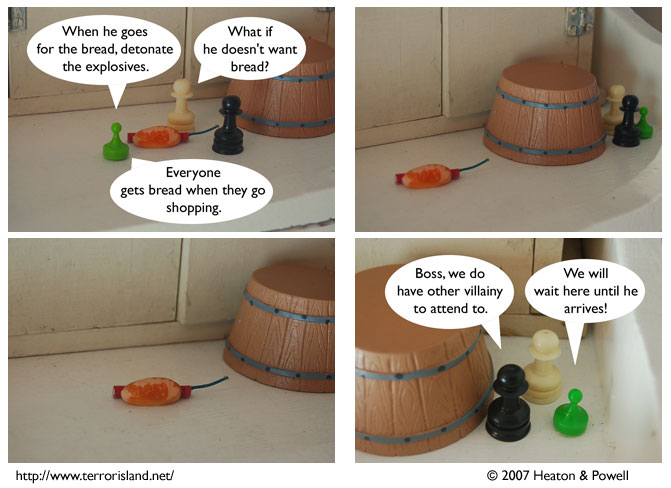 When he goes
for the bread, detonate
the explosives.
What if
he doesn't want
bread?
Everyone
gets bread when they go
shopping.
Boss, we do
have other villainy
to attend to.
We will
wait here until he
arrives!
http://www.terrorisland.net/
© 2007 Heaton & Powell